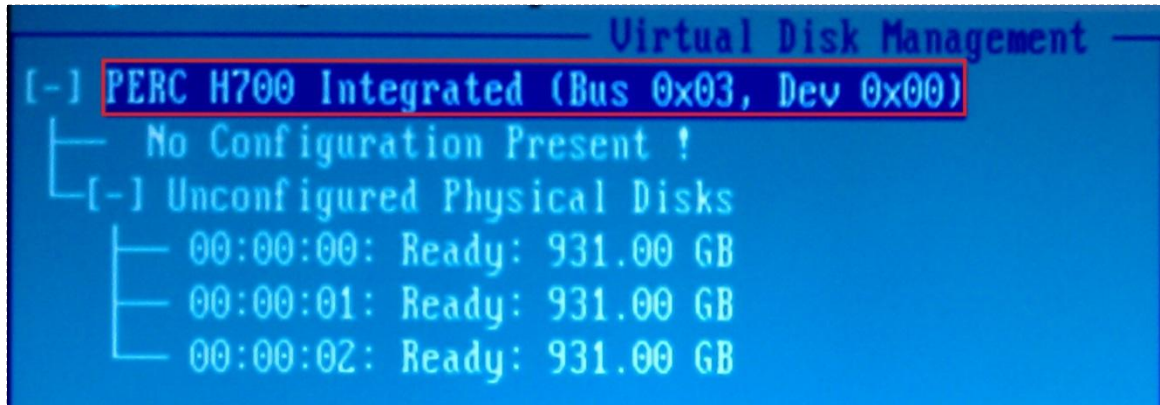 Virtual Disk Management
[-] PERC H700 Integrated (Bus 0x03, Dev 0x00)
No Configuration Present !
[-] Unconfigured Physical Disks
00:00:00: Ready: 931.00 GB
00:00:01: Ready: 931.00 GB
00:00:02: Ready: 931.00 GB